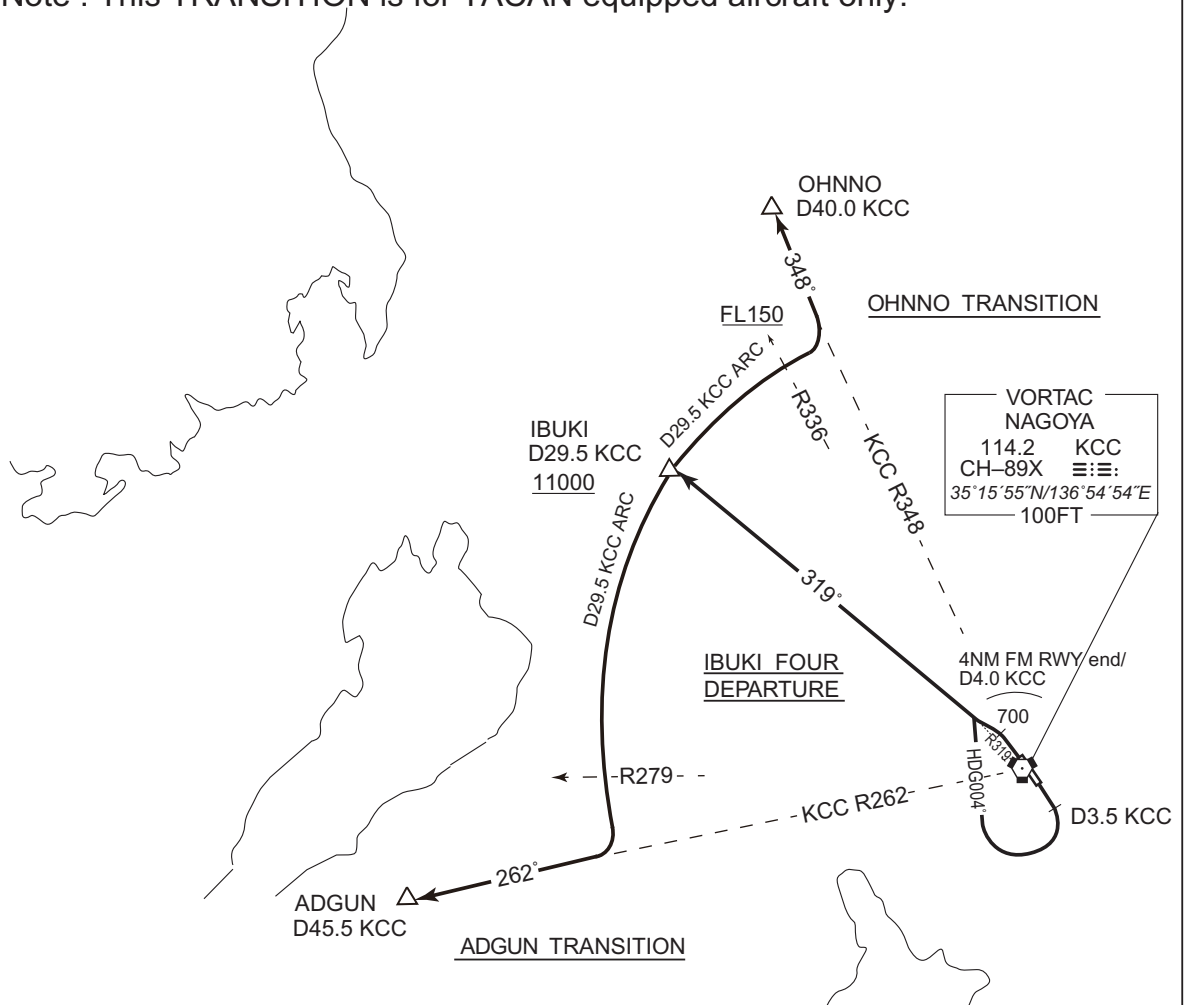 Note : This TRANSITION is for TACAN equipped aircraft only.
OHNNO
D40.0 KCC
348°
OHNNO TRANSITION
FL150
D29.5 KCC ARC
R336
VORTAC
NAGOYA
114.2 KCC
CH–89X
35°15′55″N/136°54′54″E
100FT
IBUKI
D29.5 KCC
11000
KCC R348
D29.5 KCC ARC
319°
IBUKI FOUR
DEPARTURE
4NM FM RWY end/
D4.0 KCC
700
R319
HDG004°
R279
KCC R262
D3.5 KCC
262°
ADGUN
D45.5 KCC
ADGUN TRANSITION